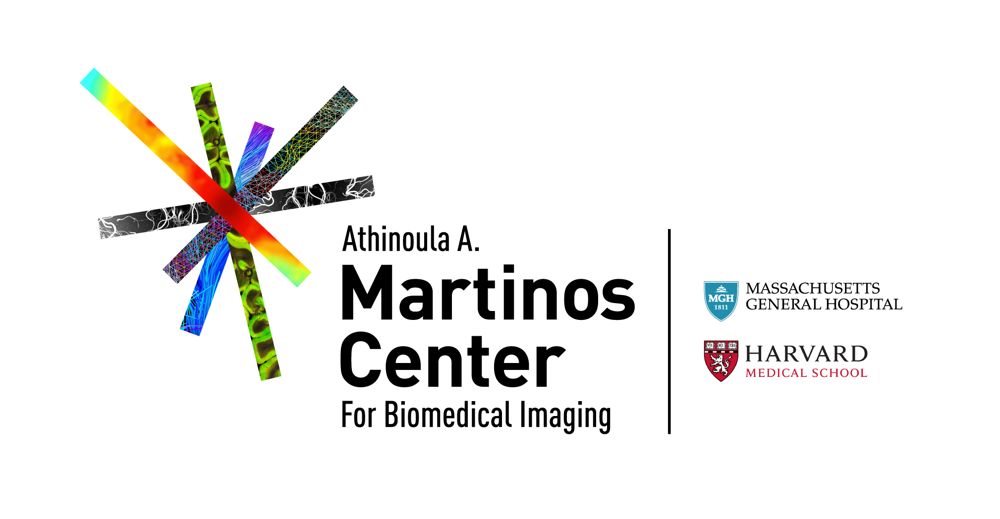 Athinoula A.
Martinos
Center
For Biomedical Imaging
MGH
1811
MASSACHUSETTS
GENERAL HOSPITAL
VE RI TAS
HARVARD
MEDICAL SCHOOL